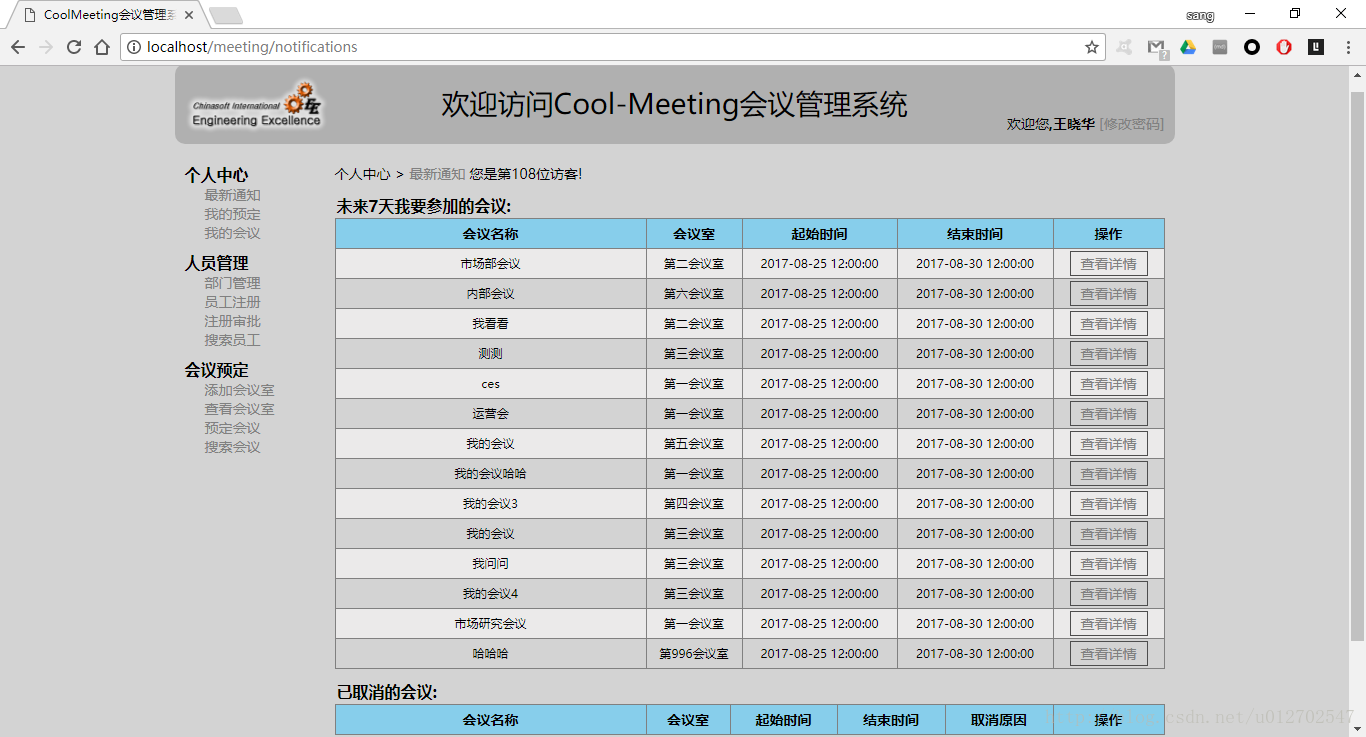 CoolMeeting会议管理系
sang
localhost/meeting/notifications
Chinasoft International
Engineering Excellence
欢迎访问Cool-Meeting会议管理系统
欢迎您,王晓华 [修改密码]
个人中心
最新通知
我的预定
我的会议
人员管理
部门管理
员工注册
注册审批
搜索员工
会议预定
添加会议室
查看会议室
预定会议
搜索会议
个人中心 > 最新通知 您是第108位访客!
未来7天我要参加的会议:
会议名称 会议室 起始时间 结束时间 操作
市场部会议 第二会议室 2017-08-25 12:00:00 2017-08-30 12:00:00 查看详情
内部会议 第六会议室 2017-08-25 12:00:00 2017-08-30 12:00:00 查看详情
我看看 第二会议室 2017-08-25 12:00:00 2017-08-30 12:00:00 查看详情
测测 第三会议室 2017-08-25 12:00:00 2017-08-30 12:00:00 查看详情
ces 第一会议室 2017-08-25 12:00:00 2017-08-30 12:00:00 查看详情
运营会 第一会议室 2017-08-25 12:00:00 2017-08-30 12:00:00 查看详情
我的会议 第五会议室 2017-08-25 12:00:00 2017-08-30 12:00:00 查看详情
我的会议哈哈 第一会议室 2017-08-25 12:00:00 2017-08-30 12:00:00 查看详情
我的会议3 第四会议室 2017-08-25 12:00:00 2017-08-30 12:00:00 查看详情
我的会议 第三会议室 2017-08-25 12:00:00 2017-08-30 12:00:00 查看详情
我问问 第三会议室 2017-08-25 12:00:00 2017-08-30 12:00:00 查看详情
我的会议4 第三会议室 2017-08-25 12:00:00 2017-08-30 12:00:00 查看详情
市场研究会议 第一会议室 2017-08-25 12:00:00 2017-08-30 12:00:00 查看详情
哈哈哈 第996会议室 2017-08-25 12:00:00 2017-08-30 12:00:00 查看详情
已取消的会议:
会议名称 会议室 起始时间 结束时间 取消原因 操作
csdn.net/u012702547